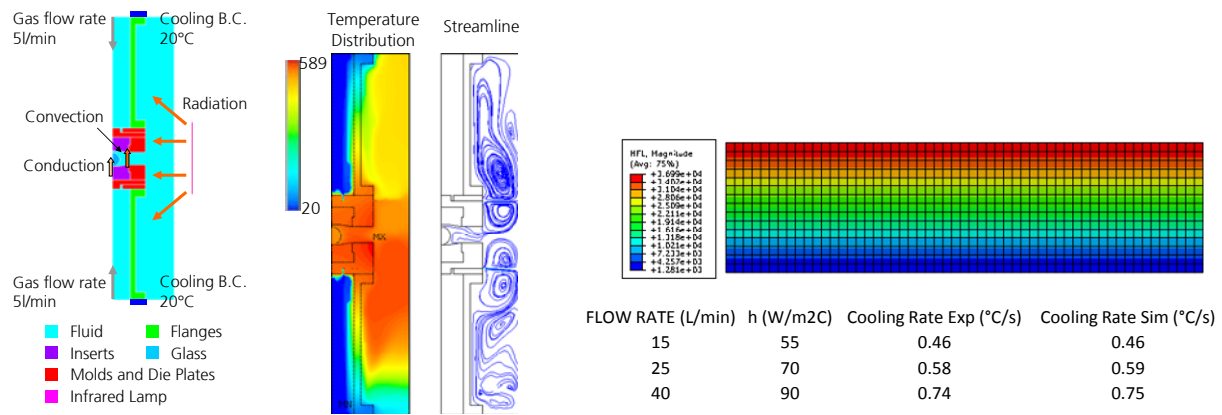 Gas flow rate
5l/min
Cooling B.C.
20°C
Convection
Radiation
Conduction
Gas flow rate
5l/min
Cooling B.C.
20°C
Fluid
Flanges
Inserts
Glass
Molds and Die Plates
Infrared Lamp
Temperature
Distribution
Streamline
589
20
MX
MN
HFL, Magnitude
(Avg: 75%)
+3.699e+04
+3.402e+04
+3.104e+04
+2.806e+04
+2.509e+04
+2.211e+04
+1.914e+04
+1.616e+04
+1.318e+04
+1.021e+04
+7.233e+03
+4.257e+03
+1.281e+03
FLOW RATE (L/min) h (W/m2C) Cooling Rate Exp (°C/s) Cooling Rate Sim (°C/s)
15 55 0.46 0.46
25 70 0.58 0.59
40 90 0.74 0.75